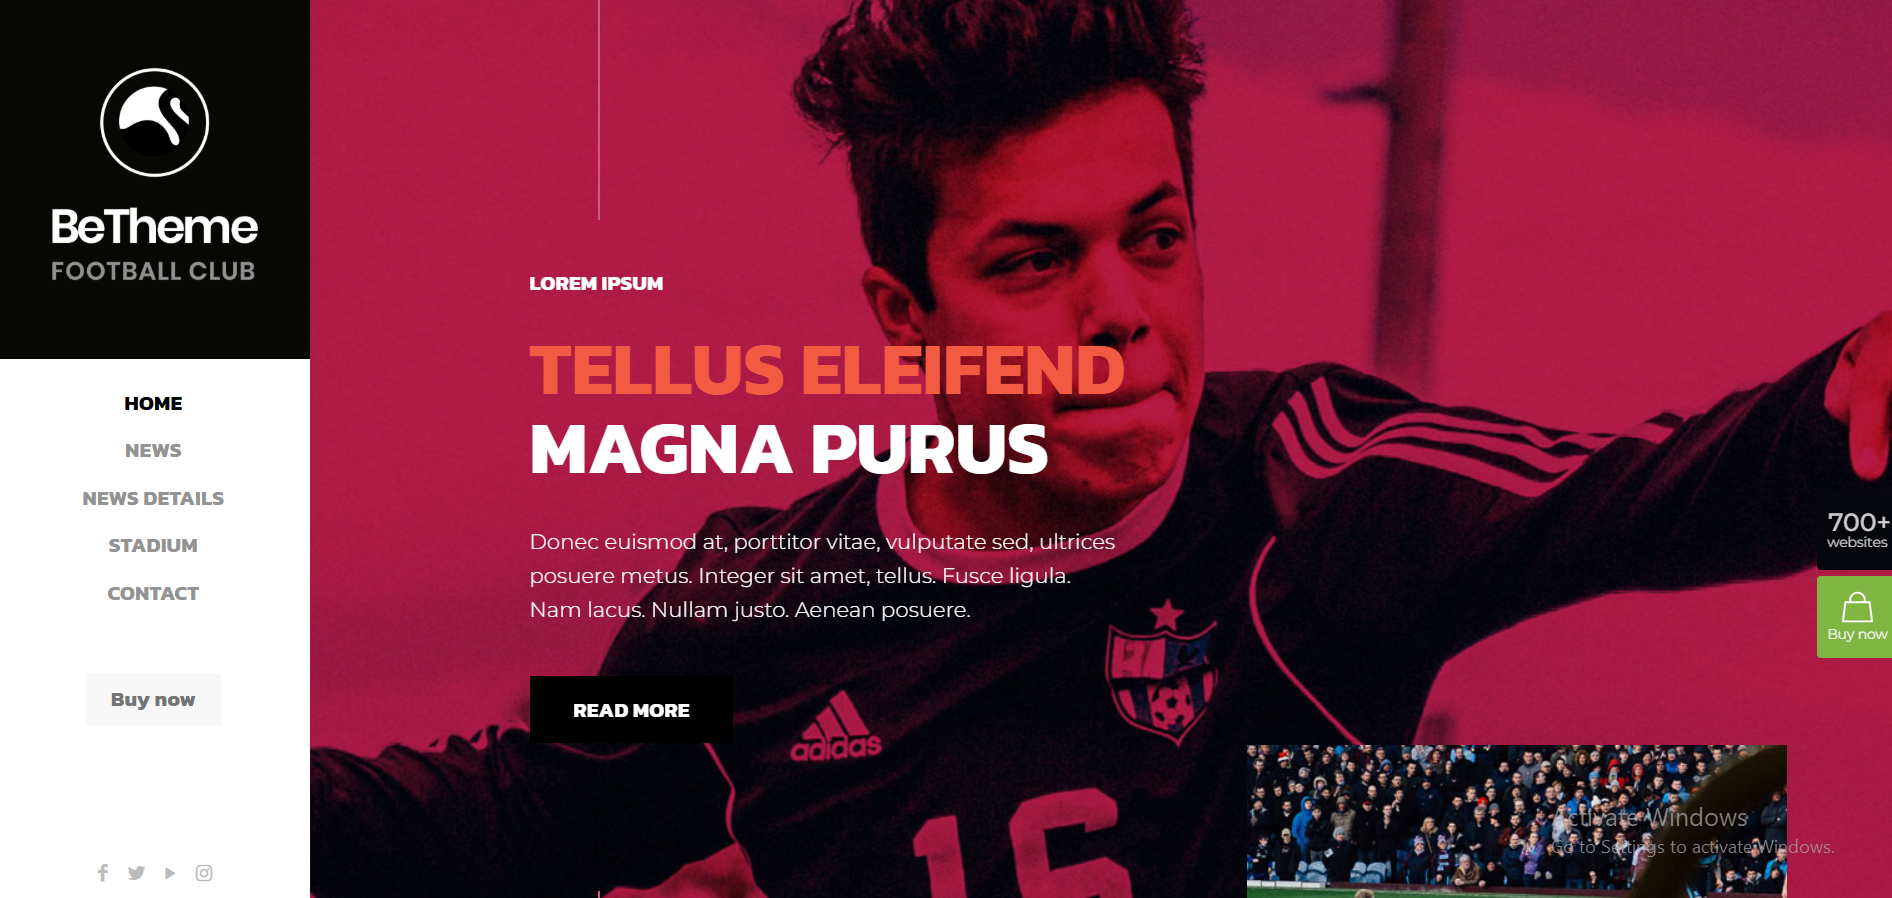 BeTheme
FOOTBALL CLUB
HOME
NEWS
NEWS DETAILS
STADIUM
CONTACT
Buy now
LOREM IPSUM
TELLUS ELEIFEND
MAGNA PURUS
Donec euismod at, porttitor vitae, vulputate sed, ultrices
posuere metus. Integer sit amet, tellus. Fusce ligula.
Nam lacus. Nullam justo. Aenean posuere.
READ MORE
adidas
16
700+
websites
Buy now
Activate Windows
Go to Settings to activate Windows.